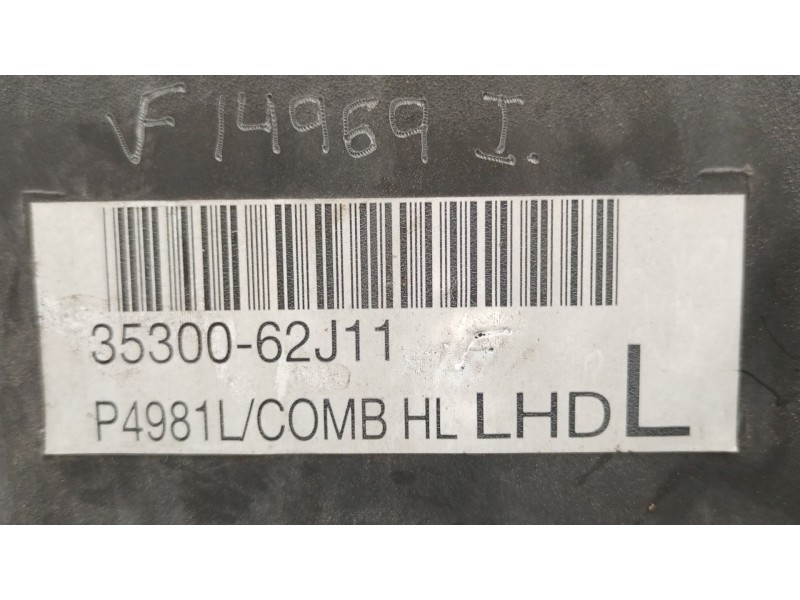 VF 14969 I.
35300-62J11
P4981L/COMB HL LHD L